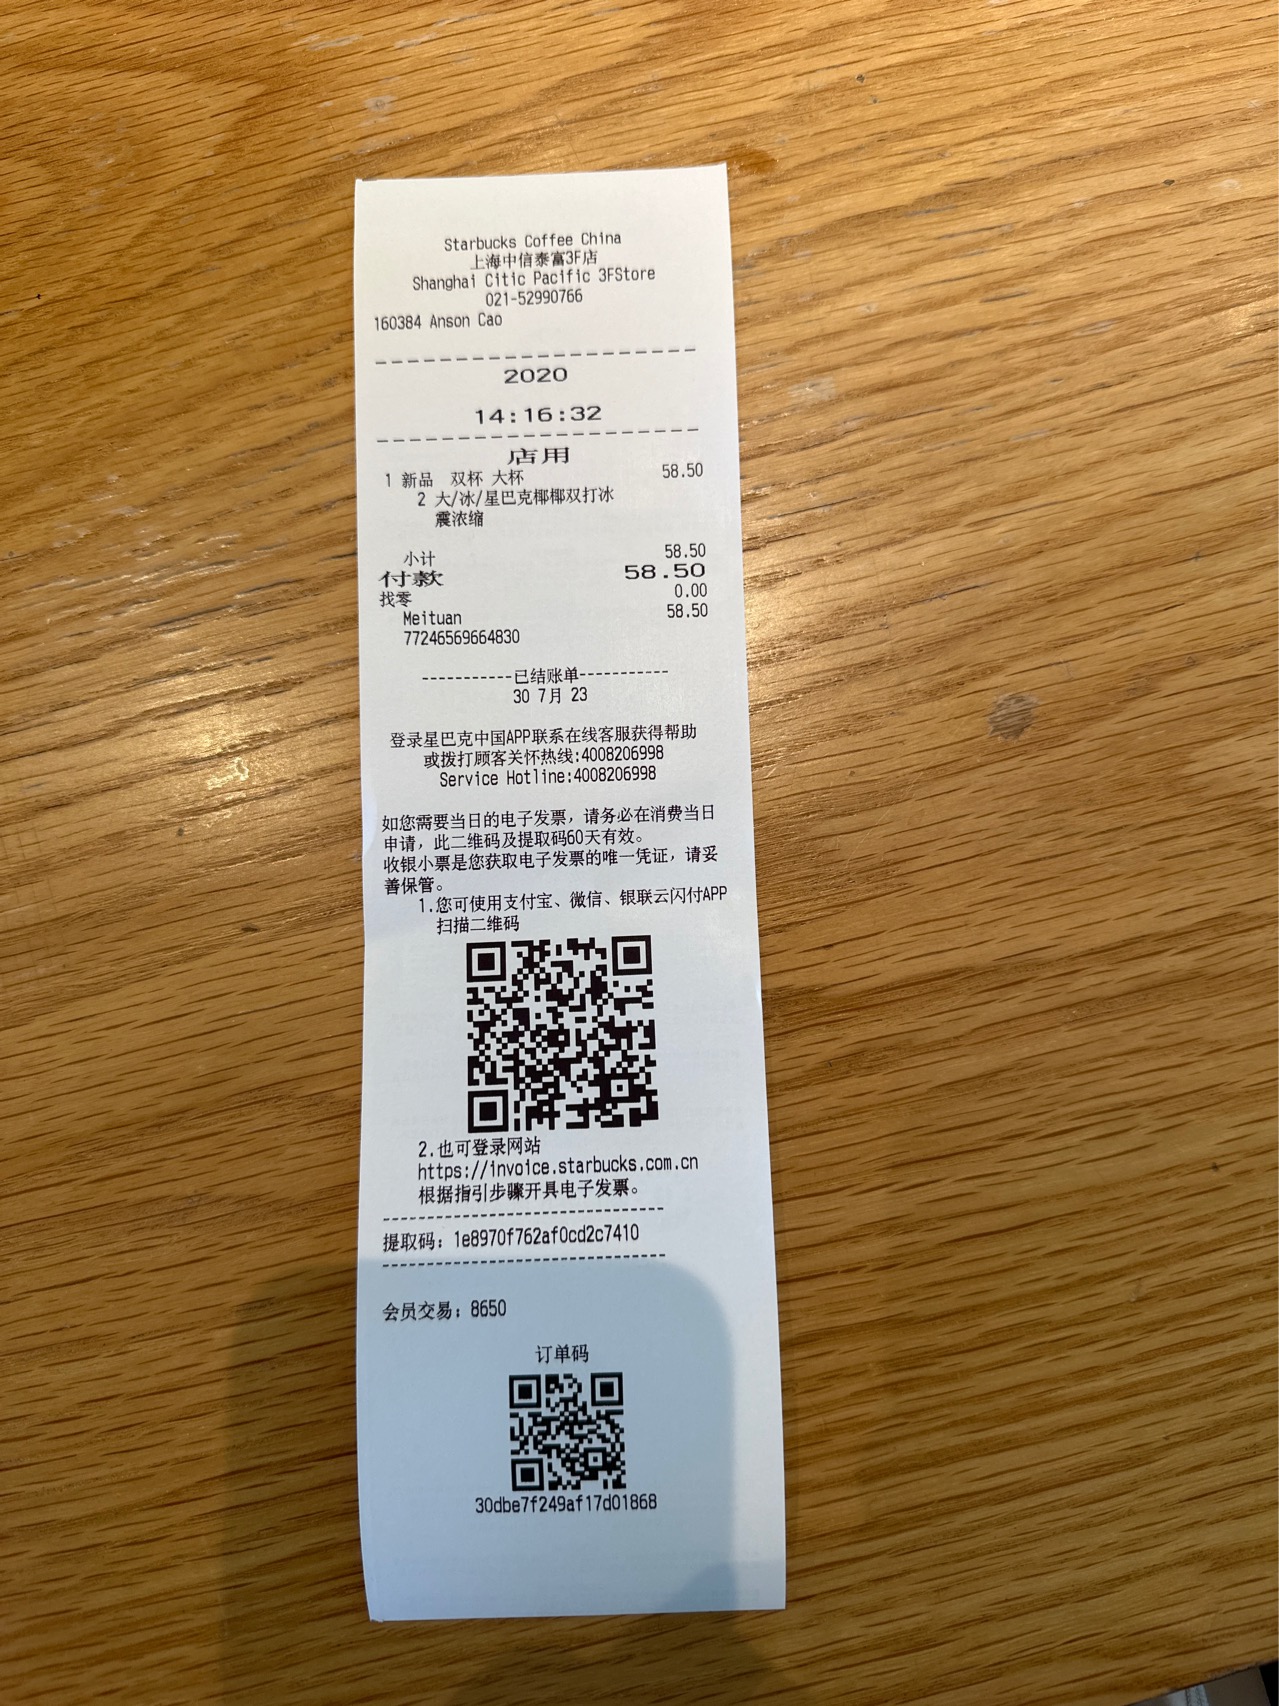 Starbucks Coffee China
上海中信泰富3F店
Shanghai Citic Pacific 3FStore
021-52990766
160384 Anson Cao
--------------------
2020
14:16:32
--------------------
店用
1 新品 双杯 大杯 58.50
2 大/冰/星巴克椰椰双打冰
震浓缩
小计 58.50
付款 58.50
找零 0.00
Meituan 58.50
77246569664830
-----------已结账单-----------
30 7月 23
登录星巴克中国APP联系在线客服获得帮助
或拨打顾客关怀热线:4008206998
Service Hotline:4008206998
如您需要当日的电子发票，请务必在消费当日
申请，此二维码及提取码60天有效。
收银小票是您获取电子发票的唯一凭证，请妥
善保管。
1.您可使用支付宝、微信、银联云闪付APP
扫描二维码
2.也可登录网站
https://invoice.starbucks.com.cn
根据指引步骤开具电子发票。
------------------------------
提取码：1e8970f762af0cd2c7410
------------------------------
会员交易：8650
订单码
30dbe7f249af17d01868